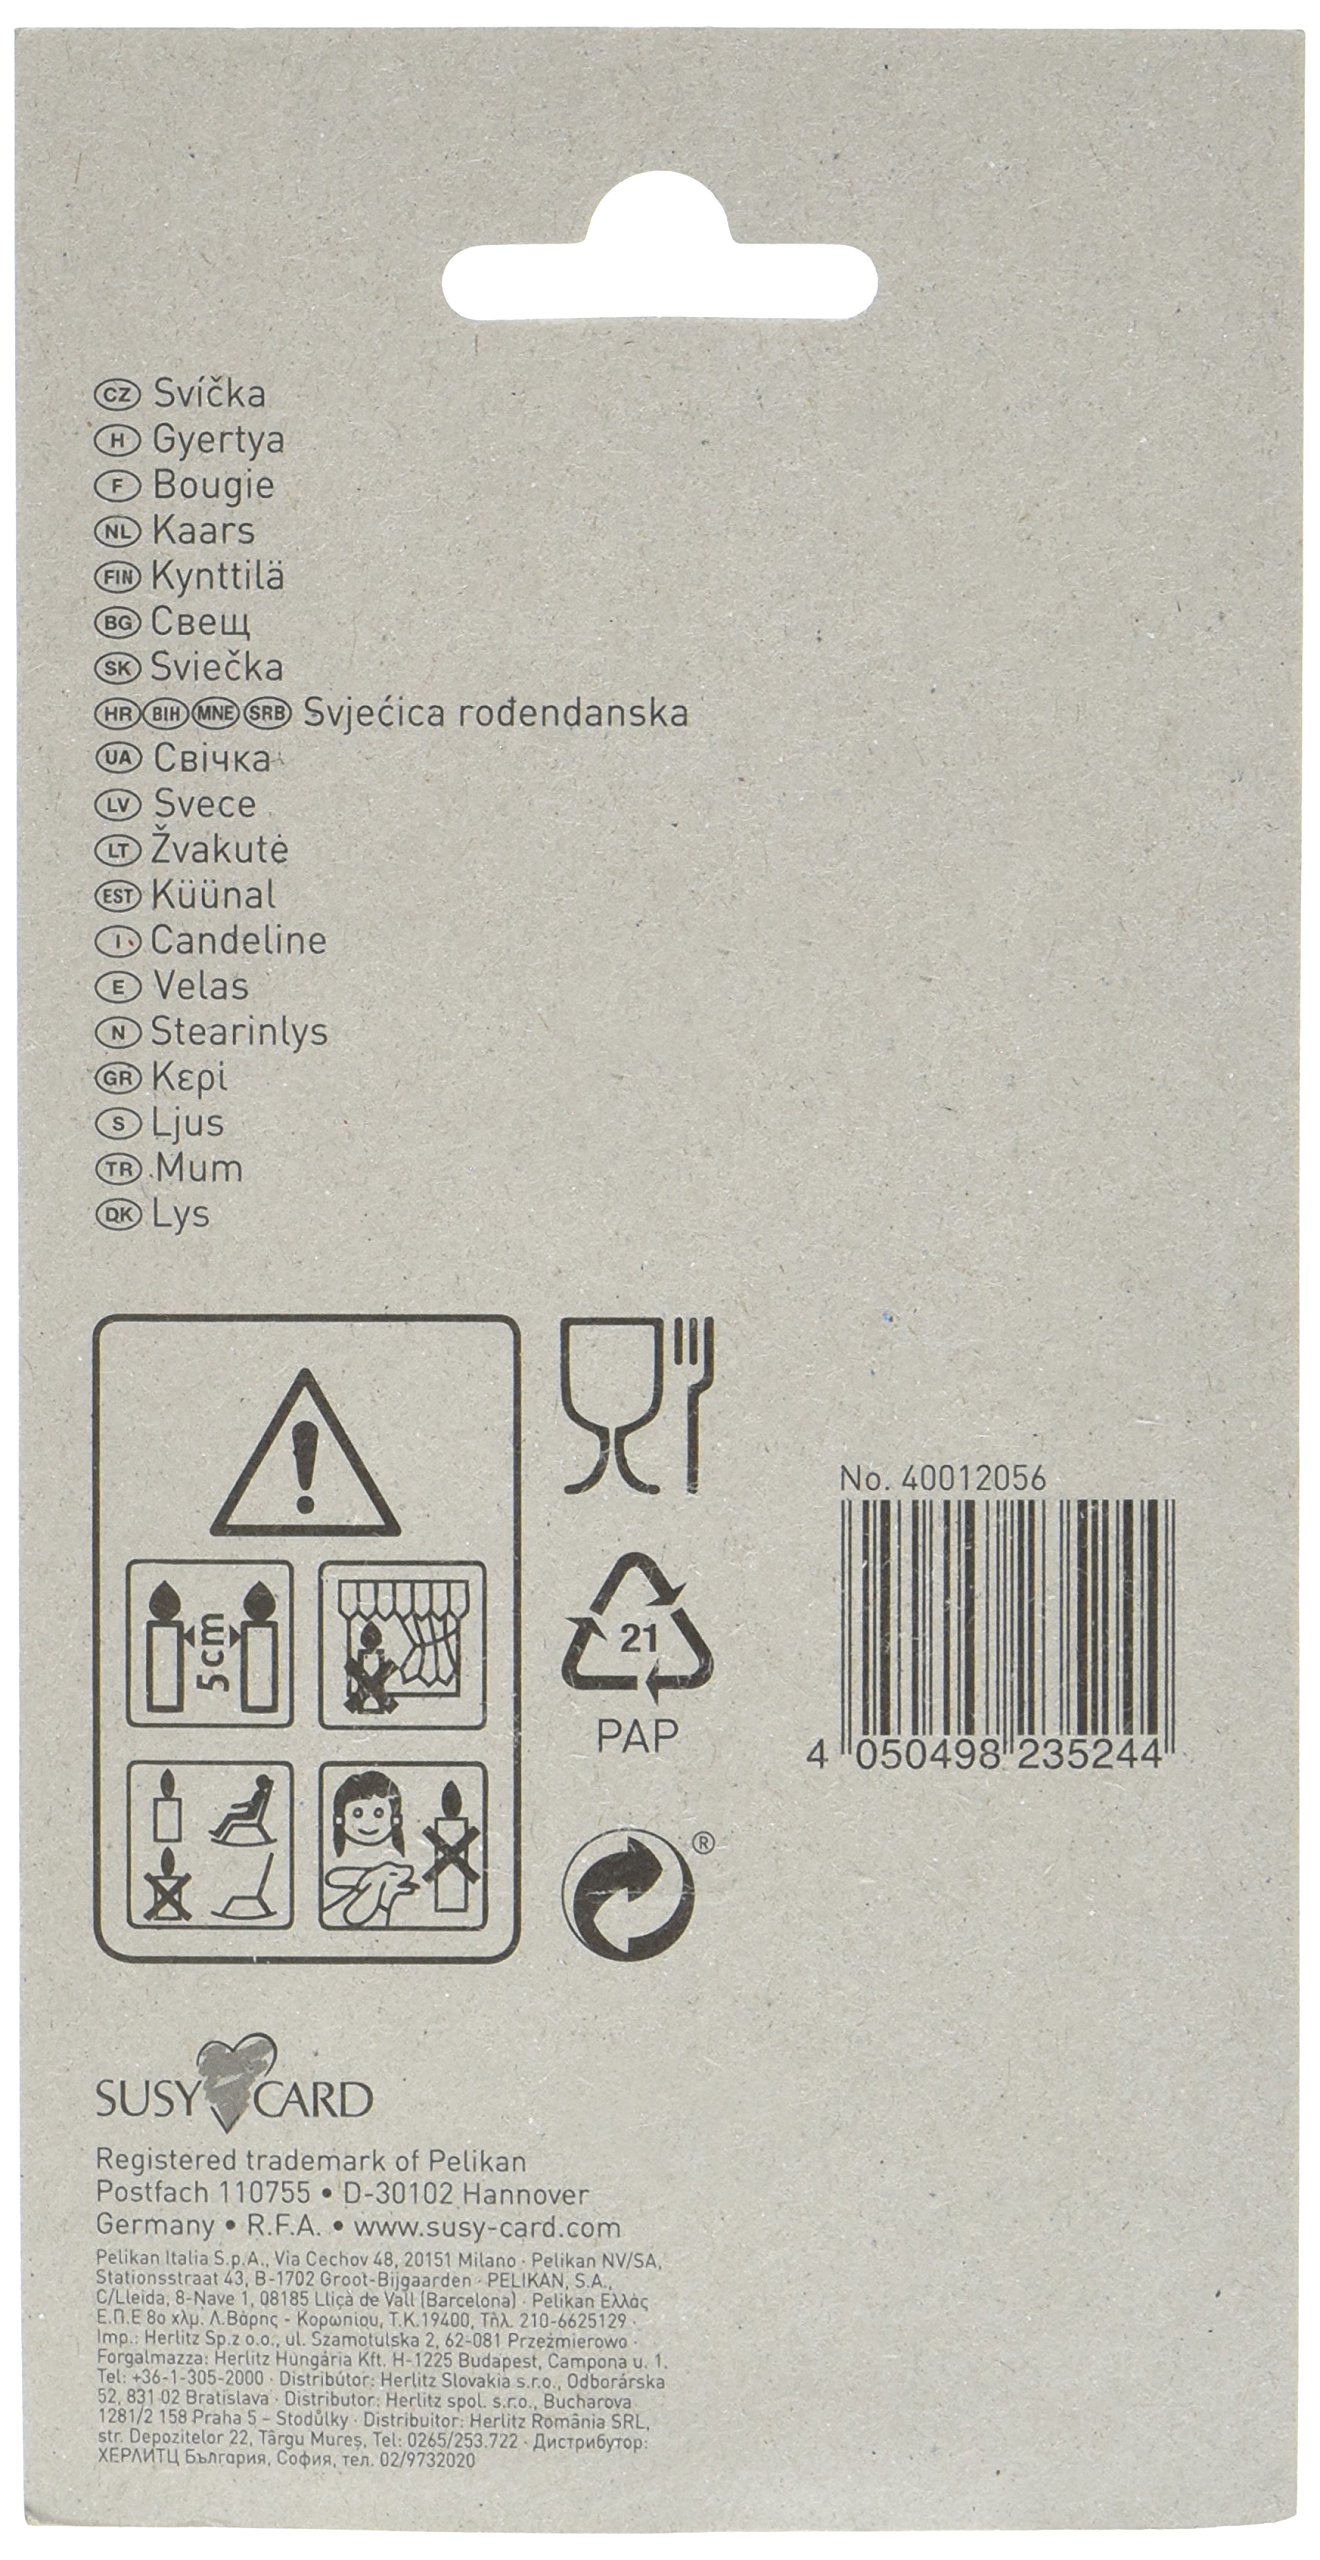 CZ Svíčka
H Gyertya
F Bougie
NL Kaars
FIN Kynttilä
BG Свещ
SK Sviečka
HR BIH MNE SRB Svjećica rođendanska
UA Свічка
LV Svece
LT Žvakutė
EST Küünal
I Candeline
E Velas
N Stearinlys
GR Κερί
S Ljus
TR Mum
DK Lys
5cm
21
PAP
®
No. 40012056
4 050498 235244
SUSY CARD
Registered trademark of Pelikan
Postfach 110755 • D-30102 Hannover
Germany • R.F.A. • www.susy-card.com
Pelikan Italia S.p.A., Via Cechov 48, 20151 Milano · Pelikan NV/SA,
Stationsstraat 43, B-1702 Groot-Bijgaarden · PELIKAN, S.A.,
C/Lleida, 8-Nave 1, 08185 Lliçà de Vall (Barcelona) · Pelikan Ελλάς
Ε.Π.Ε 8ο χλμ. Λ.Βάρης - Κορωπίου, Τ.Κ.19400, Τηλ. 210-6625129 ·
Imp.: Herlitz Sp.z o.o., ul. Szamotulska 2, 62-081 Przeźmierowo ·
Forgalmazza: Herlitz Hungária Kft. H-1225 Budapest, Campona u. 1.
Tel: +36-1-305-2000 · Distribútor: Herlitz Slovakia s.r.o., Odborárska
52, 831 02 Bratislava · Distributor: Herlitz spol. s.r.o., Bucharova
1281/2 158 Praha 5 – Stodůlky · Distribuitor: Herlitz România SRL,
str. Depozitelor 22, Târgu Mureş, Tel: 0265/253.722 · Дистрибутор:
ХЕРЛИТЦ България, София, тел. 02/9732020